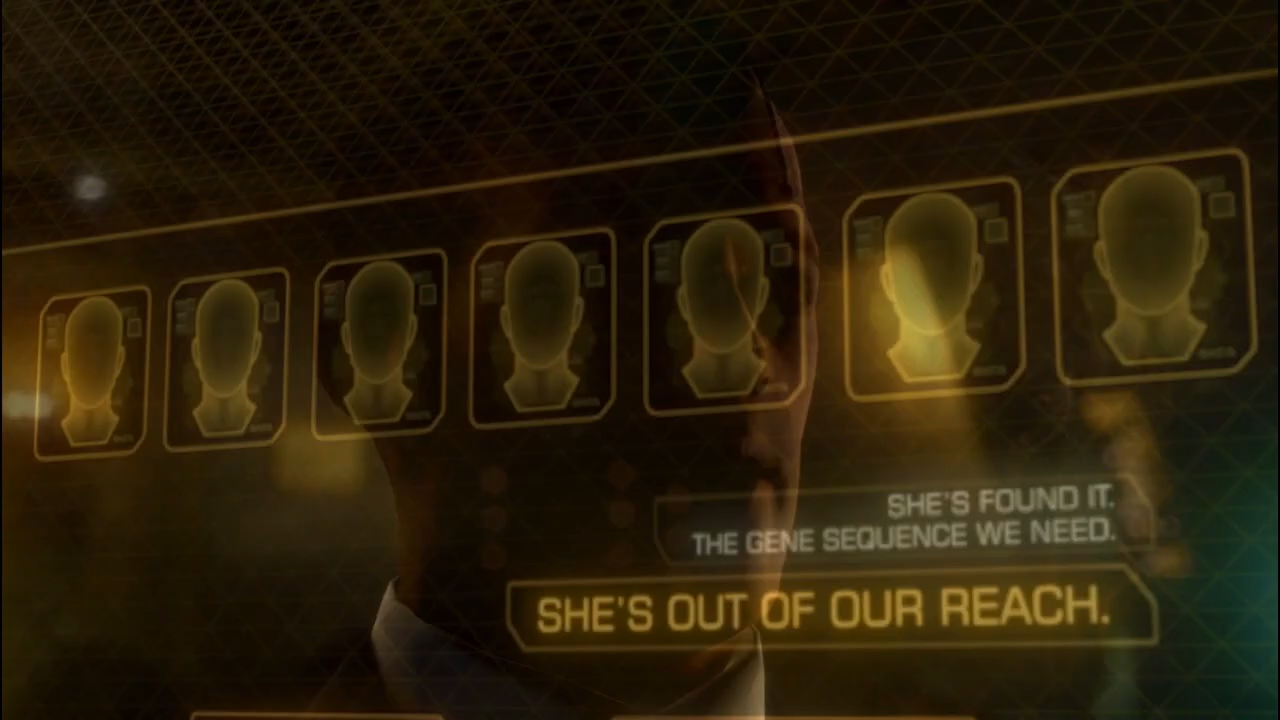 SHE'S FOUND IT.
THE GENE SEQUENCE WE NEED.
SHE'S OUT OF OUR REACH.